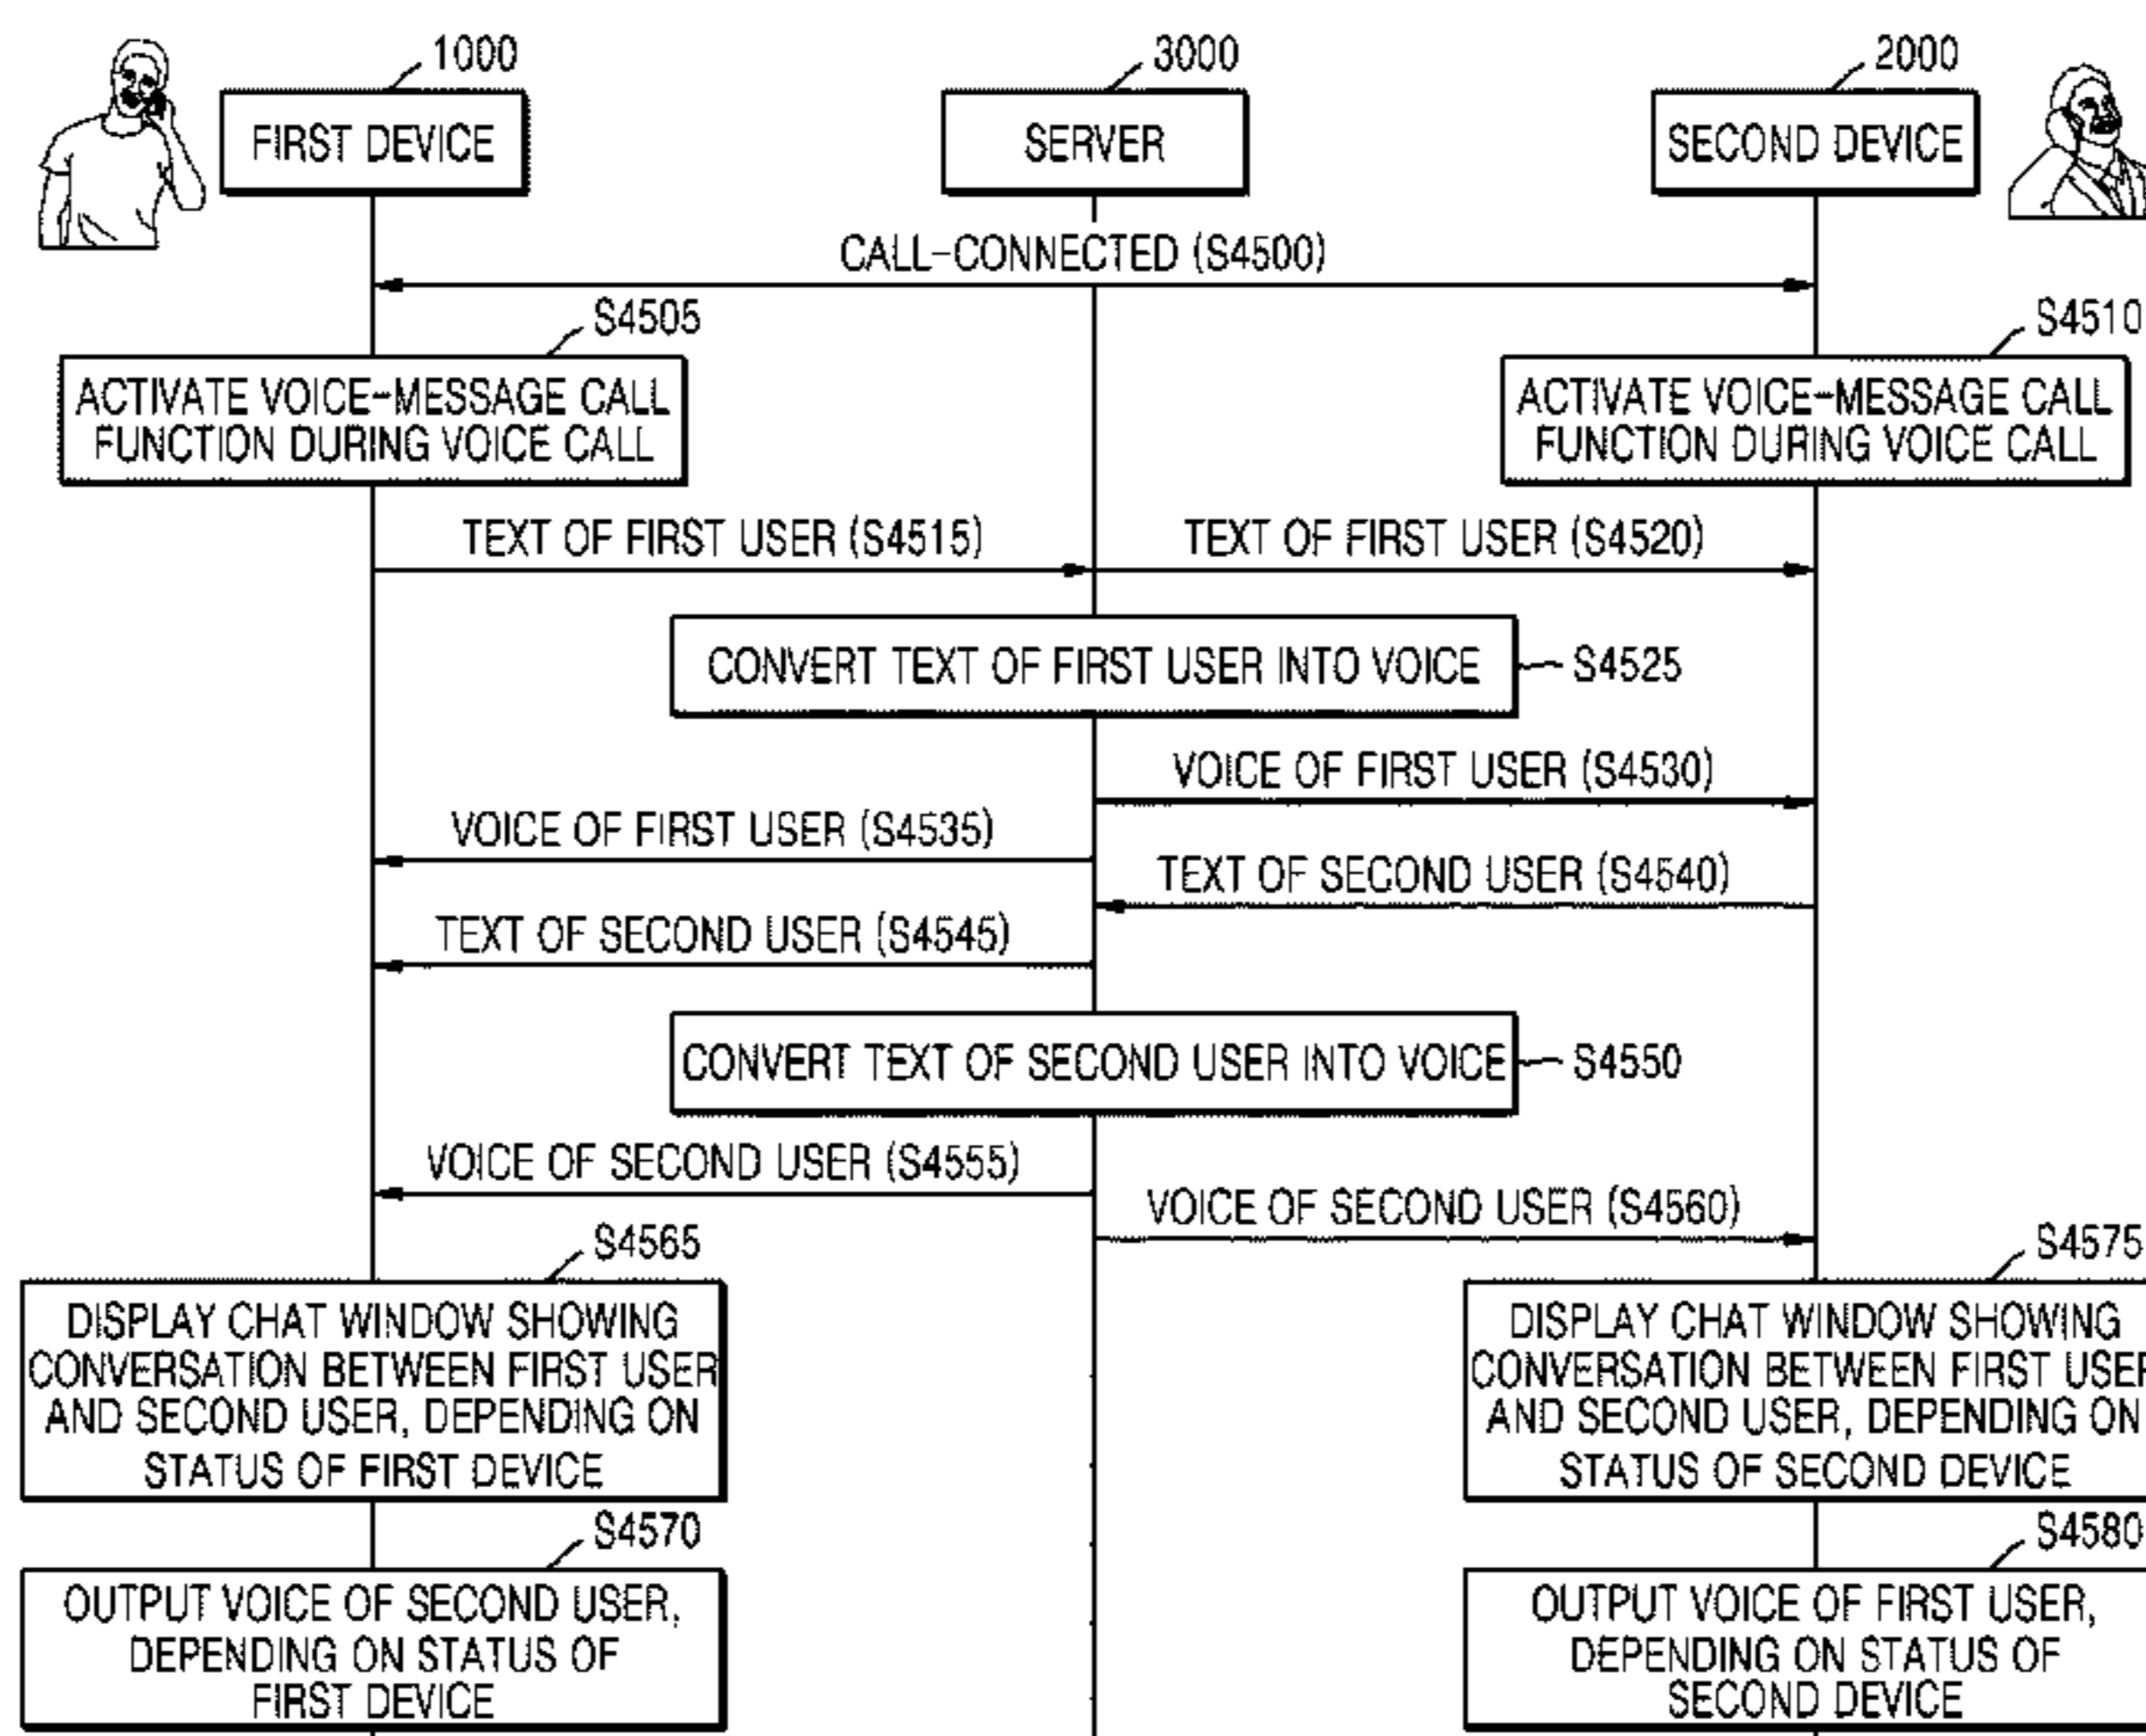 1000
3000
2000
FIRST DEVICE
SERVER
SECOND DEVICE
CALL-CONNECTED (S4500)
S4505
S4510
ACTIVATE VOICE-MESSAGE CALL
FUNCTION DURING VOICE CALL
ACTIVATE VOICE-MESSAGE CALL
FUNCTION DURING VOICE CALL
TEXT OF FIRST USER (S4515)
TEXT OF FIRST USER (S4520)
CONVERT TEXT OF FIRST USER INTO VOICE
S4525
VOICE OF FIRST USER (S4530)
VOICE OF FIRST USER (S4535)
TEXT OF SECOND USER (S4540)
TEXT OF SECOND USER (S4545)
CONVERT TEXT OF SECOND USER INTO VOICE
S4550
VOICE OF SECOND USER (S4555)
VOICE OF SECOND USER (S4560)
S4565
S4575
DISPLAY CHAT WINDOW SHOWING
CONVERSATION BETWEEN FIRST USER
AND SECOND USER, DEPENDING ON
STATUS OF FIRST DEVICE
DISPLAY CHAT WINDOW SHOWING
CONVERSATION BETWEEN FIRST USER
AND SECOND USER, DEPENDING ON
STATUS OF SECOND DEVICE
S4570
S4580
OUTPUT VOICE OF SECOND USER,
DEPENDING ON STATUS OF
FIRST DEVICE
OUTPUT VOICE OF FIRST USER,
DEPENDING ON STATUS OF
SECOND DEVICE